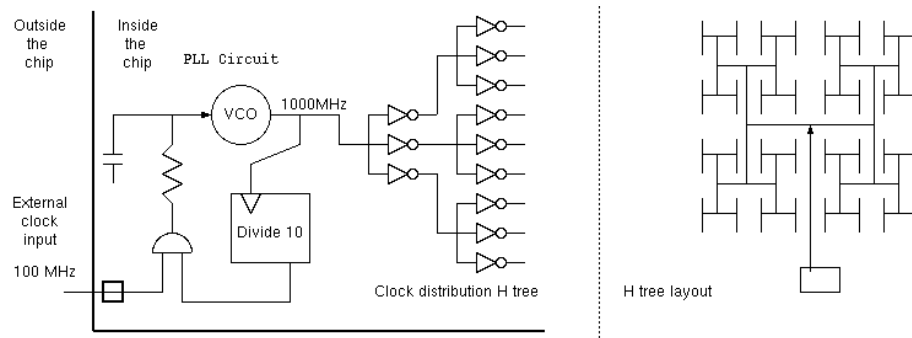 Outside
the
chip
Inside
the
chip
PLL Circuit
VCO
1000MHz
External
clock
input
100 MHz
Divide 10
Clock distribution H tree
H tree layout